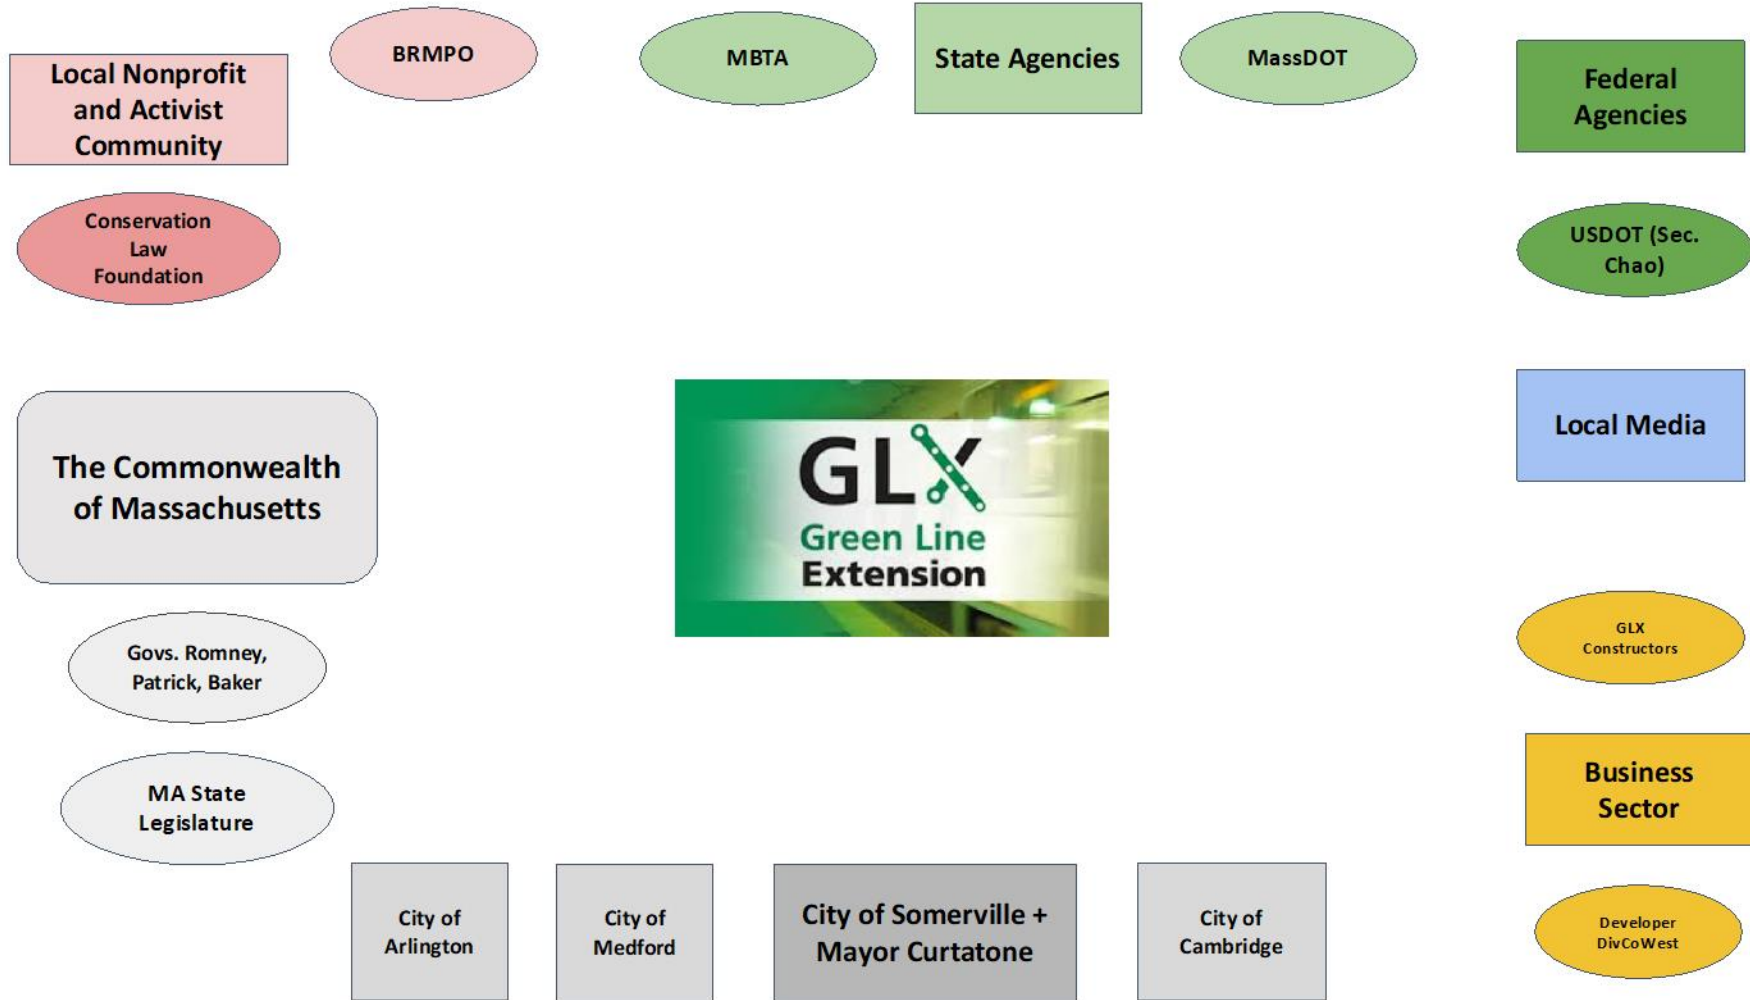 BRMPO
MBTA
State Agencies
MassDOT
Local Nonprofit
and Activist
Community
Federal
Agencies
Conservation
Law
Foundation
USDOT (Sec.
Chao)
The Commonwealth
of Massachusetts
GLX
Green Line
Extension
Local Media
Govs. Romney,
Patrick, Baker
GLX
Constructors
MA State
Legislature
Business
Sector
City of
Arlington
City of
Medford
City of Somerville +
Mayor Curtatone
City of
Cambridge
Developer
DivCoWest